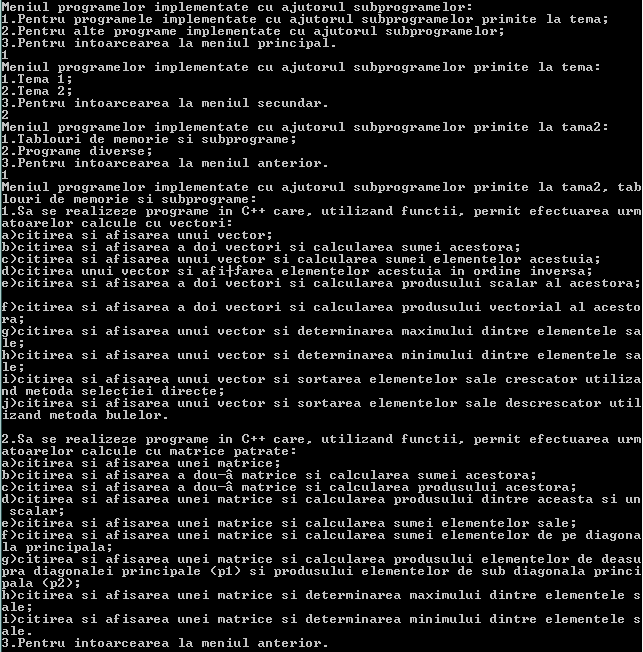 Meniul programelor implementate cu ajutorul subprogramelor:
1.Pentru programele implementate cu ajutorul subprogramelor primite la tema;
2.Pentru alte programe implementate cu ajutorul subprogramelor;
3.Pentru intoarcearea la meniul principal.
1
Meniul programelor implementate cu ajutorul subprogramelor primite la tema:
1.Tema 1;
2.Tema 2;
3.Pentru intoarcearea la meniul secundar.
2
Meniul programelor implementate cu ajutorul subprogramelor primite la tama2:
1.Tablouri de memorie si subprograme;
2.Programe diverse;
3.Pentru intoarcearea la meniul anterior.
1
Meniul programelor implementate cu ajutorul subprogramelor primite la tama2, tab
louri de memorie si subprograme:
1.Sa se realizeze programe in C++ care, utilizand functii, permit efectuarea urm
atoarelor calcule cu vectori:
a)citirea si afisarea unui vector;
b)citirea si afisarea a doi vectori si calcularea sumei acestora;
c)citirea si afisarea unui vector si calcularea sumei elementelor acestuia;
d)citirea unui vector si afi┼ƒarea elementelor acestuia in ordine inversa;
e)citirea si afisarea a doi vectori si calcularea produsului scalar al acestora;
f)citirea si afisarea a doi vectori si calcularea produsului vectorial al acesto
ra;
g)citirea si afisarea unui vector si determinarea maximului dintre elementele sa
le;
h)citirea si afisarea unui vector si determinarea minimului dintre elementele sa
le;
i)citirea si afisarea unui vector si sortarea elementelor sale crescator utiliza
nd metoda selectiei directe;
j)citirea si afisarea unui vector si sortarea elementelor sale descrescator util
izand metoda bulelor.
2.Sa se realizeze programe in C++ care, utilizand functii, permit efectuarea urm
atoarelor calcule cu matrice patrate:
a)citirea si afisarea unei matrice;
b)citirea si afisarea a dou─â matrice si calcularea sumei acestora;
c)citirea si afisarea a dou─â matrice si calcularea produsului acestora;
d)citirea si afisarea unei matrice si calcularea produsului dintre aceasta si un
 scalar;
e)citirea si afisarea unei matrice si calcularea sumei elementelor sale;
f)citirea si afisarea unei matrice si calcularea sumei elementelor de pe diagona
la principala;
g)citirea si afisarea unei matrice si calcularea produsului elementelor de deasu
pra diagonalei principale (p1) si produsului elementelor de sub diagonala princi
pala (p2);
h)citirea si afisarea unei matrice si determinarea maximului dintre elementele s
ale;
i)citirea si afisarea unei matrice si determinarea minimului dintre elementele s
ale.
3.Pentru intoarcearea la meniul anterior.